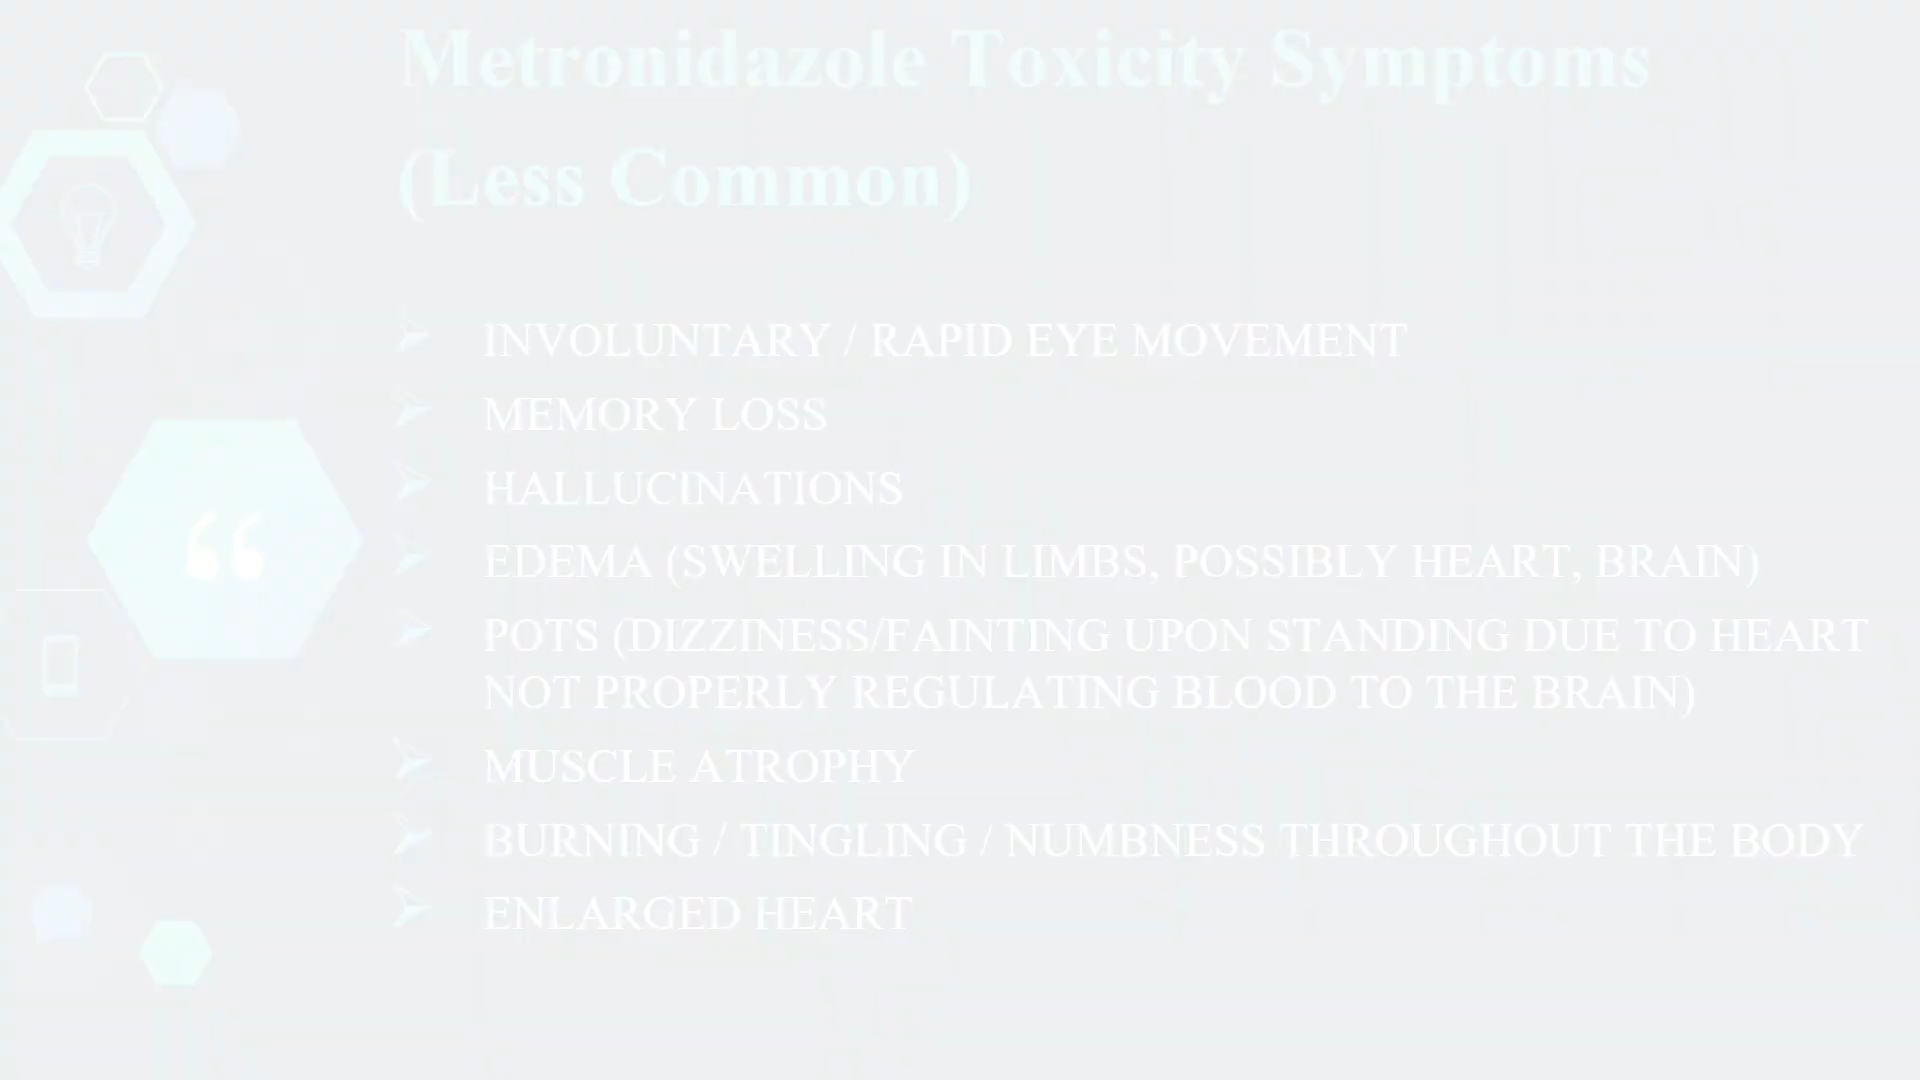 Metronidazole Toxicity Symptoms
(Less Common)
INVOLUNTARY / RAPID EYE MOVEMENT
MEMORY LOSS
HALLUCINATIONS
EDEMA (SWELLING IN LIMBS, POSSIBLY HEART, BRAIN)
POTS (DIZZINESS/FAINTING UPON STANDING DUE TO HEART
NOT PROPERLY REGULATING BLOOD TO THE BRAIN)
MUSCLE ATROPHY
BURNING / TINGLING / NUMBNESS THROUGHOUT THE BODY
ENLARGED HEART